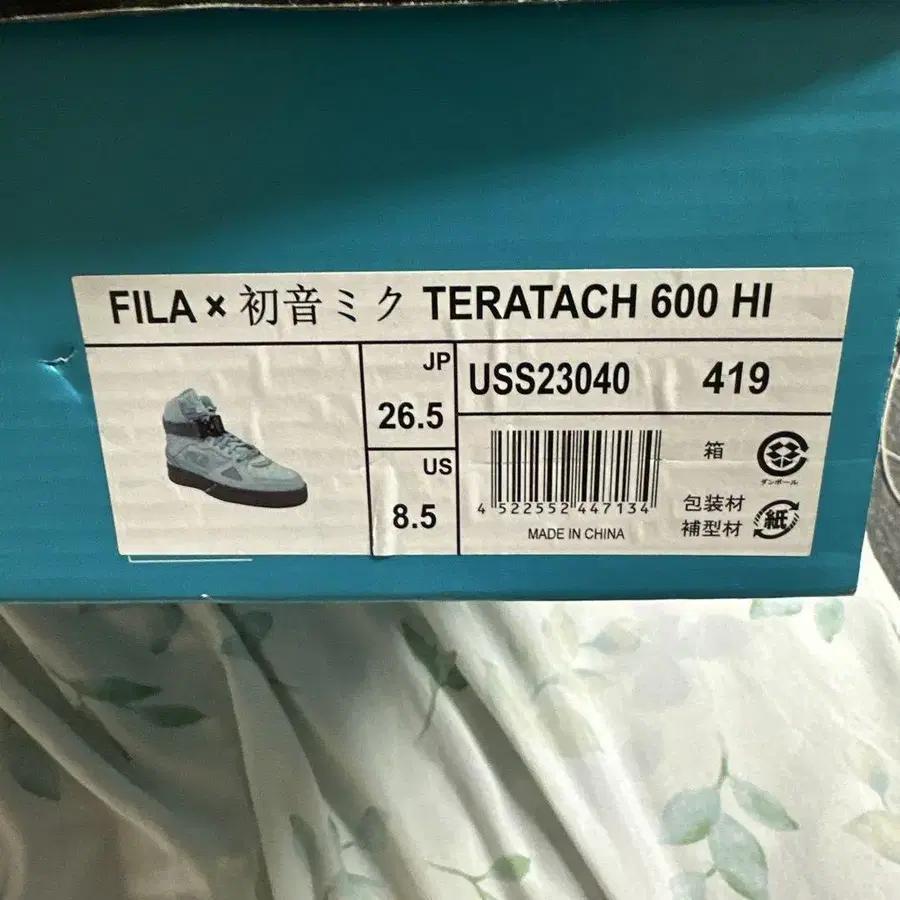 FILA × 初音ミク TERATACH 600 HI
JP
26.5
US
8.5
USS23040 419
4 522552 447134
MADE IN CHINA
箱
ダンボール
包装材
補型材
紙